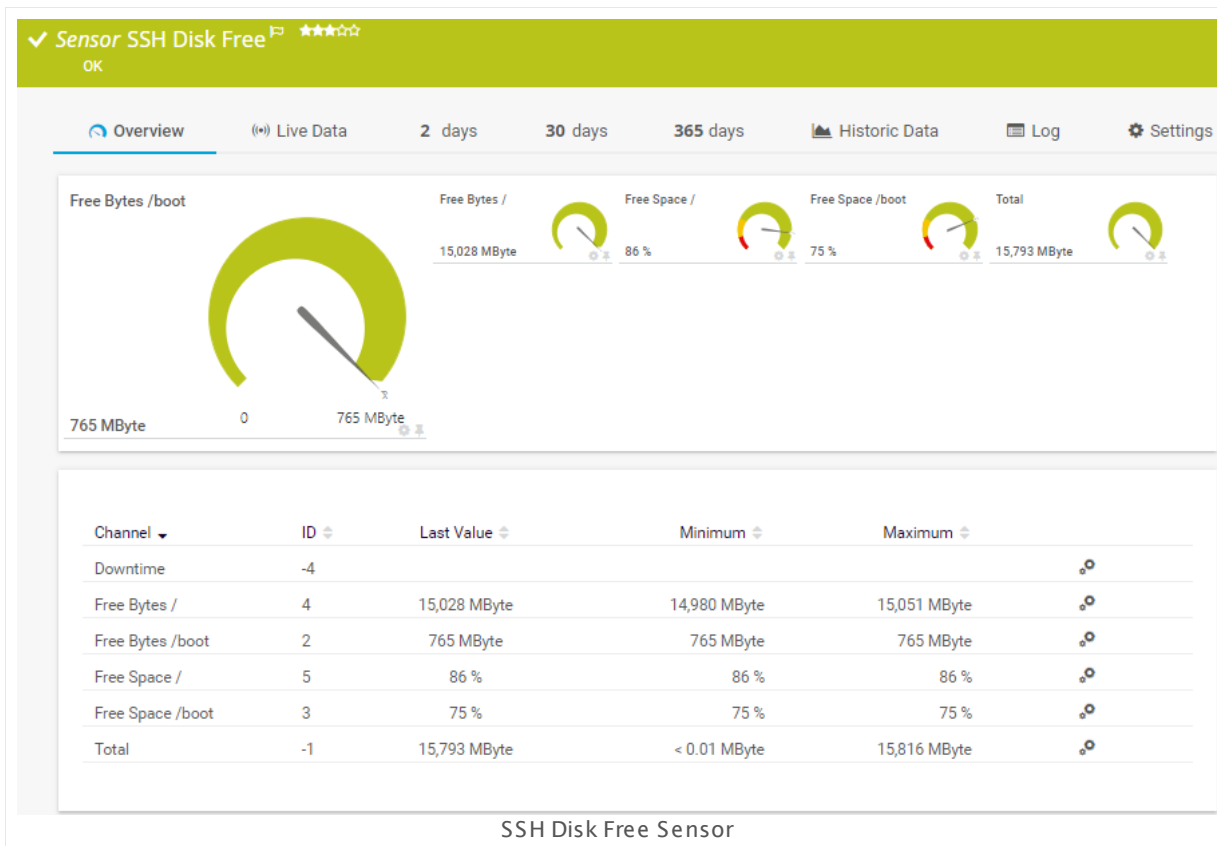 Sensor SSH Disk Free
OK
Overview Live Data 2 days 30 days 365 days Historic Data Log Settings
Free Bytes /boot
765 MByte
0 765 MByte
Free Bytes /
15,028 MByte
Free Space /
86 %
Free Space /boot
75 %
Total
15,793 MByte
Channel ID Last Value Minimum Maximum
Downtime -4
Free Bytes / 4 15,028 MByte 14,980 MByte 15,051 MByte
Free Bytes /boot 2 765 MByte 765 MByte 765 MByte
Free Space / 5 86 % 86 % 86 %
Free Space /boot 3 75 % 75 % 75 %
Total -1 15,793 MByte < 0.01 MByte 15,816 MByte
SSH Disk Free Sensor